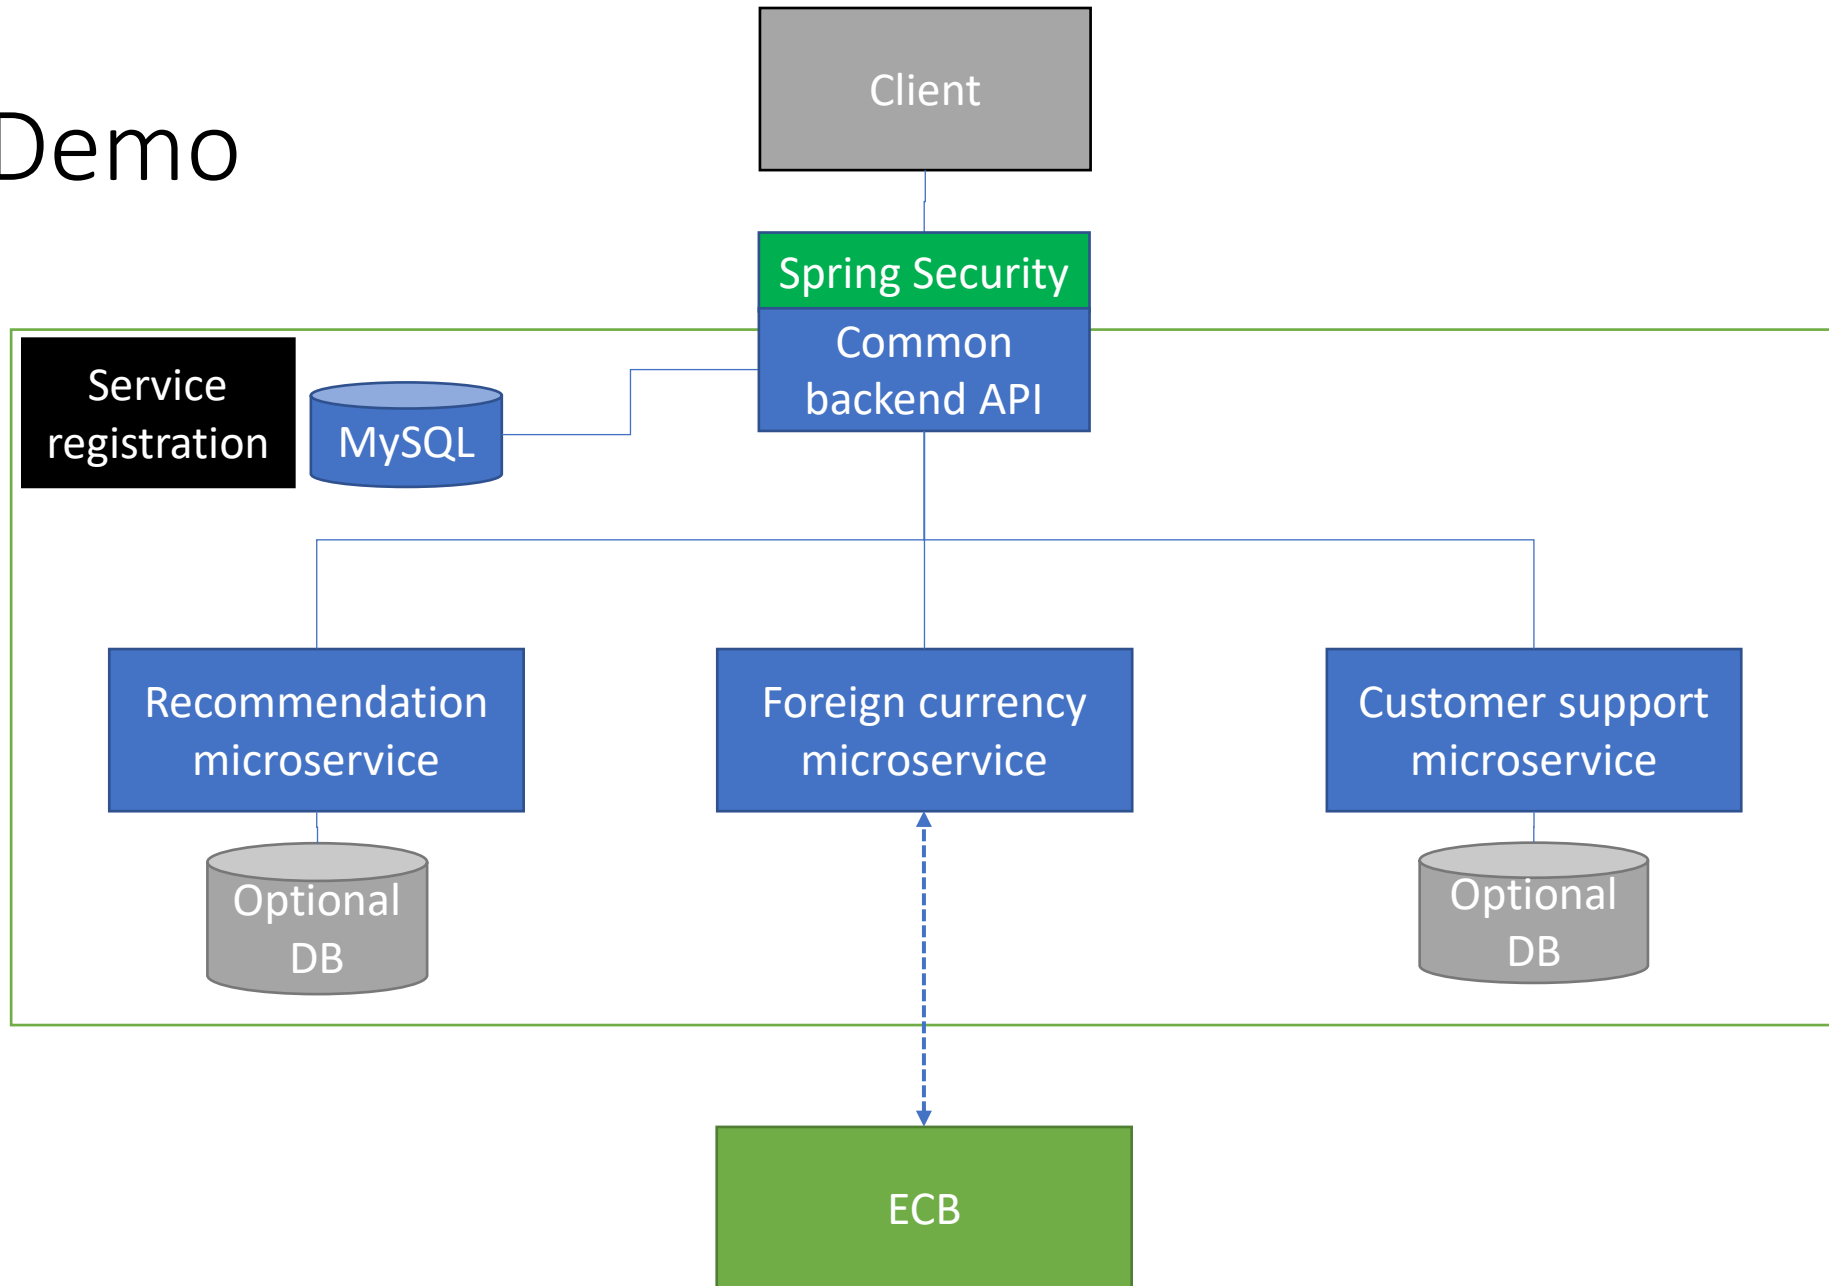 Demo
Client
Spring Security
Common
backend API
Service
registration
MySQL
Recommendation
microservice
Foreign currency
microservice
Customer support
microservice
Optional
DB
Optional
DB
ECB